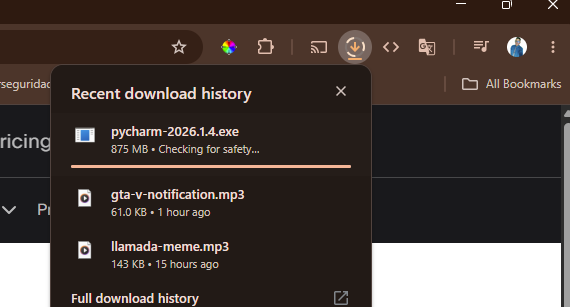 rseguridad
All Bookmarks
Recent download history
pycharm-2026.1.4.exe
875 MB • Checking for safety...
gta-v-notification.mp3
61.0 KB • 1 hour ago
llamada-meme.mp3
143 KB • 15 hours ago
Full download history
ricing